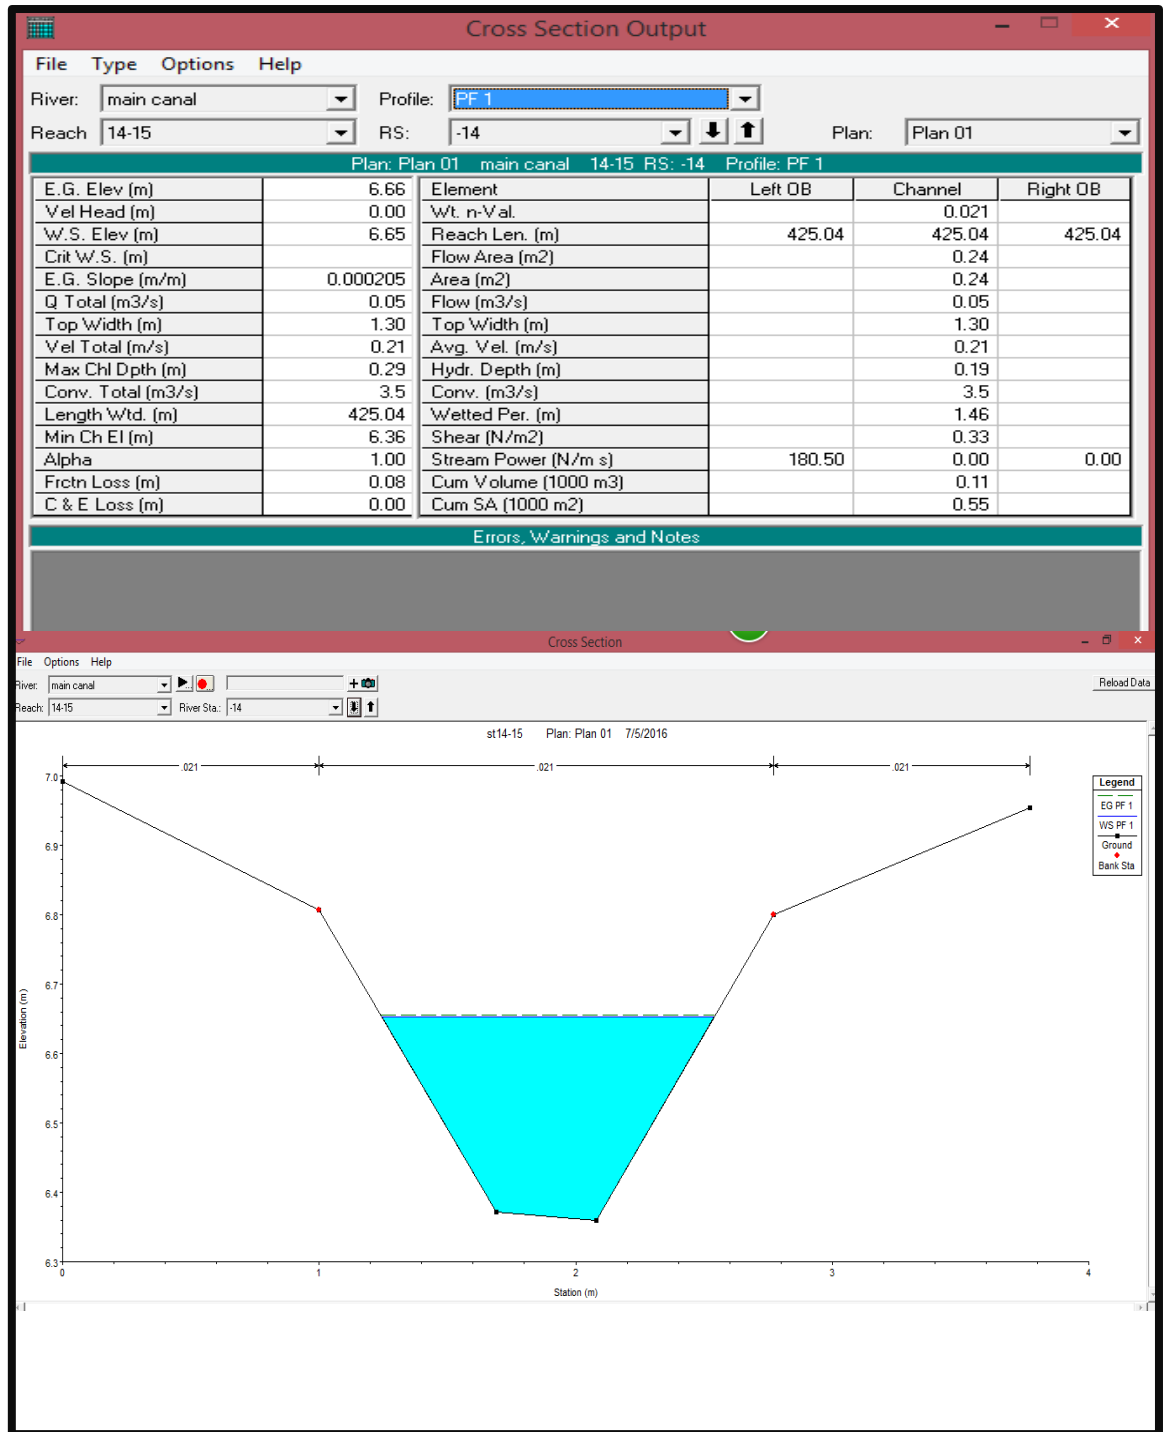 Cross Section Output
File Type Options Help
River: main canal Profile: PF 1
Reach 14-15 RS: -14 Plan: Plan 01
Plan: Plan 01 main canal 14-15 RS: -14 Profile: PF 1
E.G. Elev (m) 6.66 Element Left OB Channel Right OB
Vel Head (m) 0.00 Wt. n-Val. 0.021
W.S. Elev (m) 6.65 Reach Len. (m) 425.04 425.04 425.04
Crit W.S. (m) Flow Area (m2) 0.24
E.G. Slope (m/m) 0.000205 Area (m2) 0.24
Q Total (m3/s) 0.05 Flow (m3/s) 0.05
Top Width (m) 1.30 Top Width (m) 1.30
Vel Total (m/s) 0.21 Avg. Vel. (m/s) 0.21
Max Chl Dpth (m) 0.29 Hydr. Depth (m) 0.19
Conv. Total (m3/s) 3.5 Conv. (m3/s) 3.5
Length Wtd. (m) 425.04 Wetted Per. (m) 1.46
Min Ch El (m) 6.36 Shear (N/m2) 0.33
Alpha 1.00 Stream Power (N/m s) 180.50 0.00 0.00
Frctn Loss (m) 0.08 Cum Volume (1000 m3) 0.11
C & E Loss (m) 0.00 Cum SA (1000 m2) 0.55
Errors, Warnings and Notes
Cross Section
File Options Help
River: main canal Reload Data
Reach: 14-15 River Sta.: -14
st14-15 Plan: Plan 01 7/5/2016
.021 .021 .021
Legend
EG PF 1
WS PF 1
Ground
Bank Sta
7.0
6.9
6.8
6.7
6.6
6.5
6.4
6.3
Elevation (m)
0 1 2 3 4
Station (m)